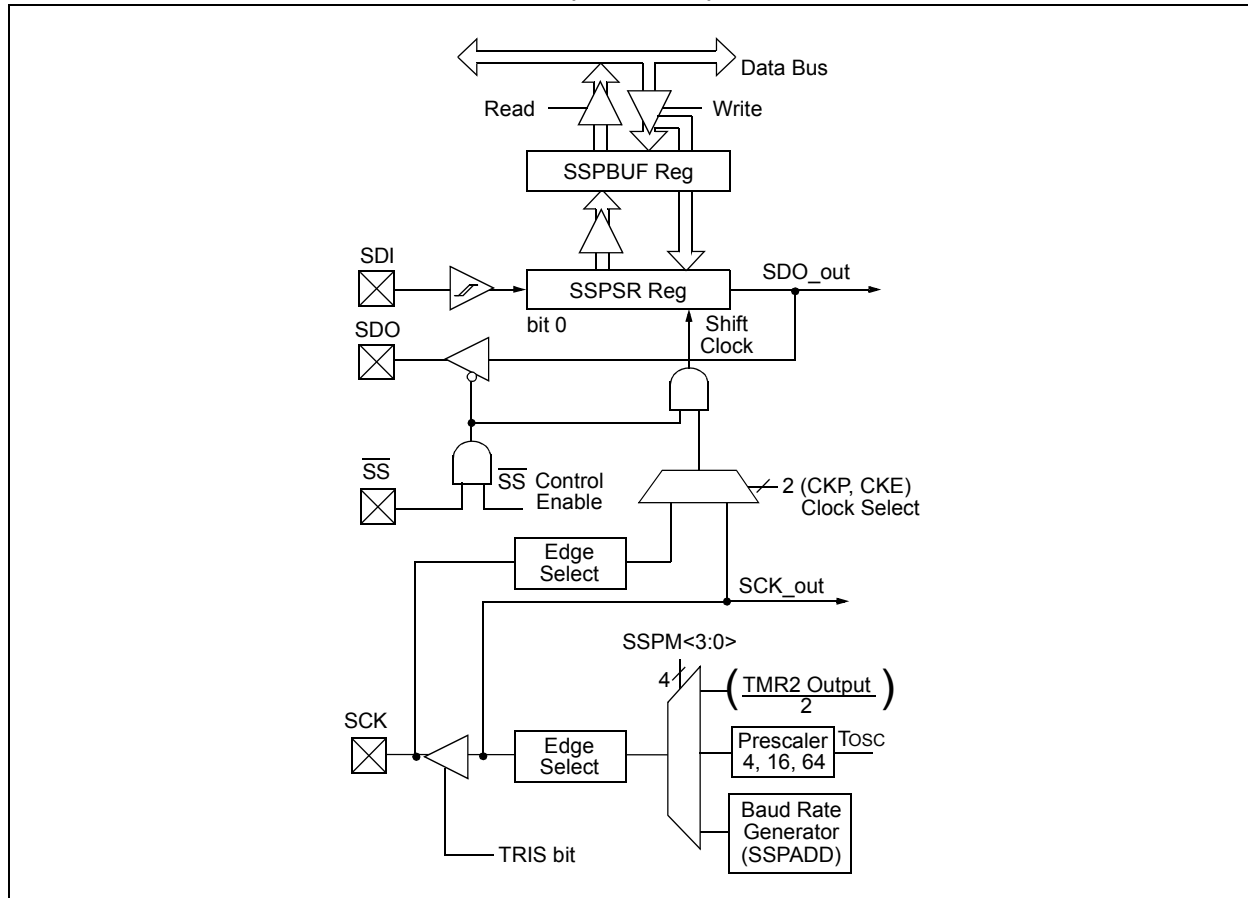 Data Bus
Read
Write
SSPBUF Reg
SDI
SSPSR Reg
SDO_out
bit 0
Shift
Clock
SDO
SS
SS Control
Enable
2 (CKP, CKE)
Clock Select
Edge
Select
SCK_out
SSPM<3:0>
4
(TMR2 Output)
2
SCK
Edge
Select
Prescaler
4, 16, 64
TOSC
Baud Rate
Generator
(SSPADD)
TRIS bit